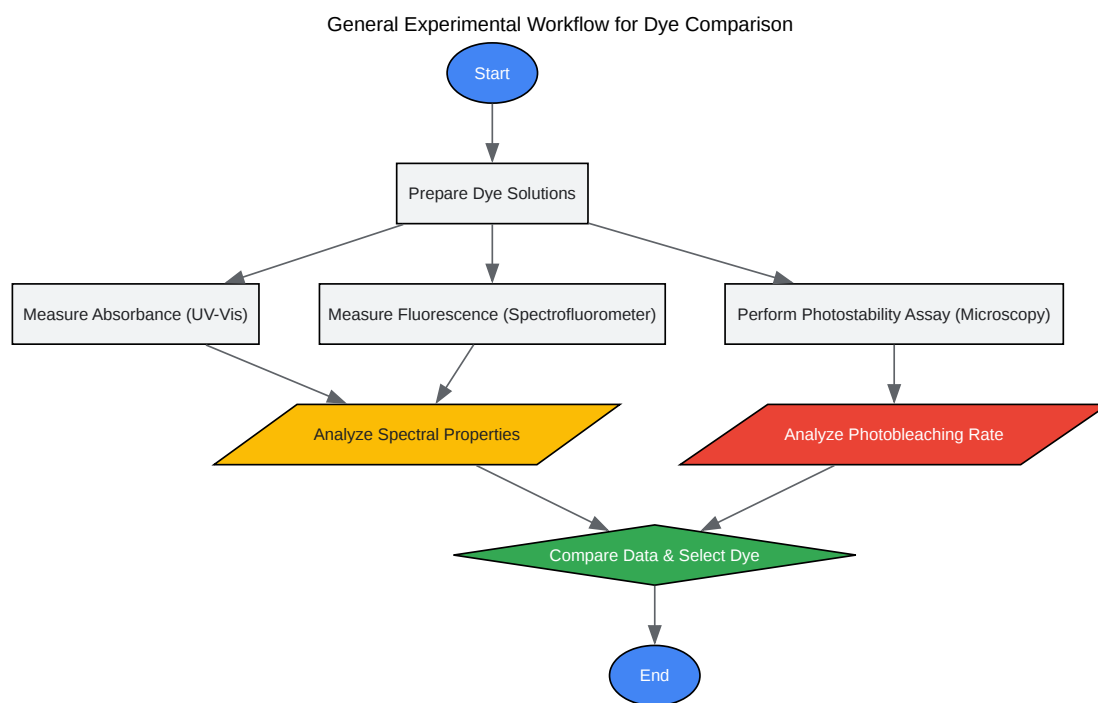 General Experimental Workflow for Dye Comparison
Start
Prepare Dye Solutions
Measure Absorbance (UV-Vis)
Measure Fluorescence (Spectrofluorometer)
Perform Photostability Assay (Microscopy)
Analyze Spectral Properties
Analyze Photobleaching Rate
Compare Data & Select Dye
End